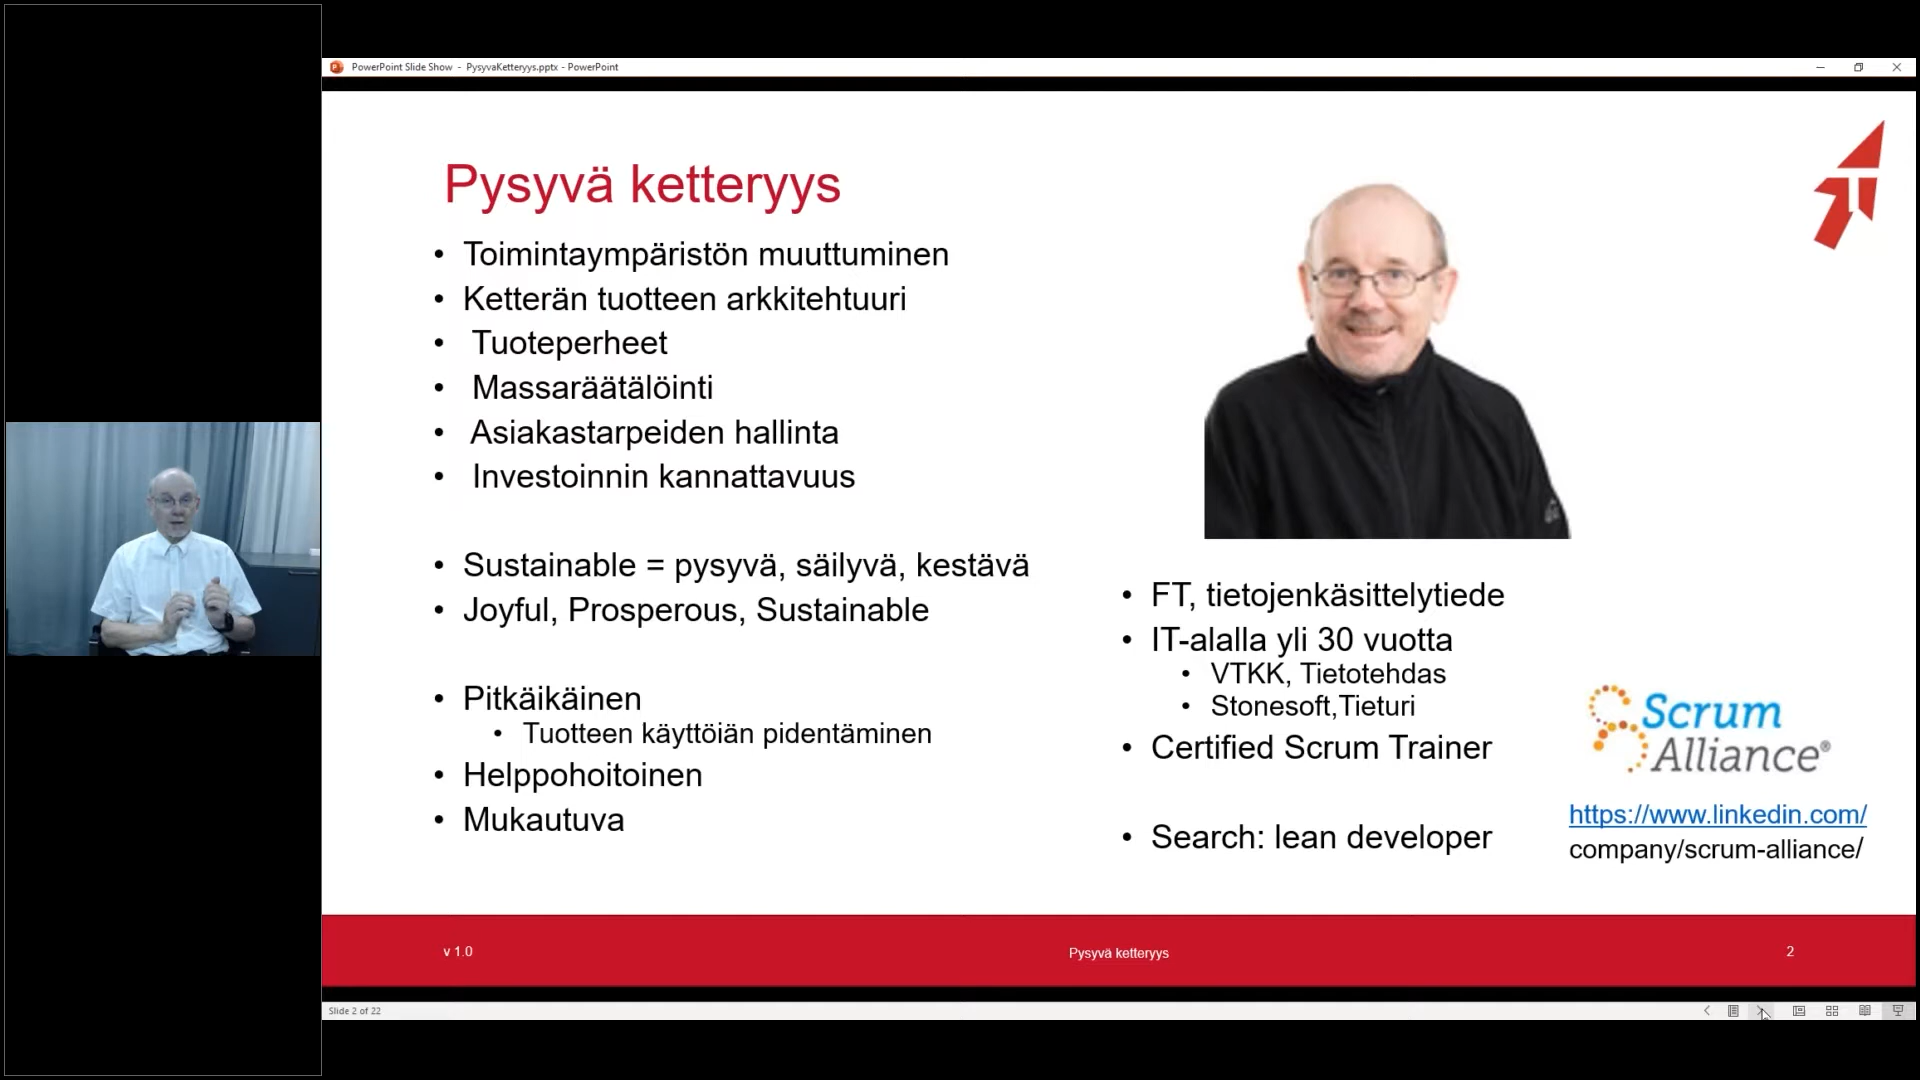 PowerPoint Slide Show - PysyvaKetteryys.pptx - PowerPoint
Pysyvä ketteryys
• Toimintaympäristön muuttuminen
• Ketterän tuotteen arkkitehtuuri
• Tuoteperheet
• Massaräätälöinti
• Asiakastarpeiden hallinta
• Investoinnin kannattavuus
• Sustainable = pysyvä, säilyvä, kestävä
• Joyful, Prosperous, Sustainable
• Pitkäikäinen
• Tuotteen käyttöiän pidentäminen
• Helppohoitoinen
• Mukautuva
• FT, tietojenkäsittelytiede
• IT-alalla yli 30 vuotta
• VTKK, Tietotehdas
• Stonesoft,Tieturi
• Certified Scrum Trainer
• Search: lean developer
Scrum
Alliance®
https://www.linkedin.com/
company/scrum-alliance/
v 1.0
Pysyvä ketteryys
2
Slide 2 of 22